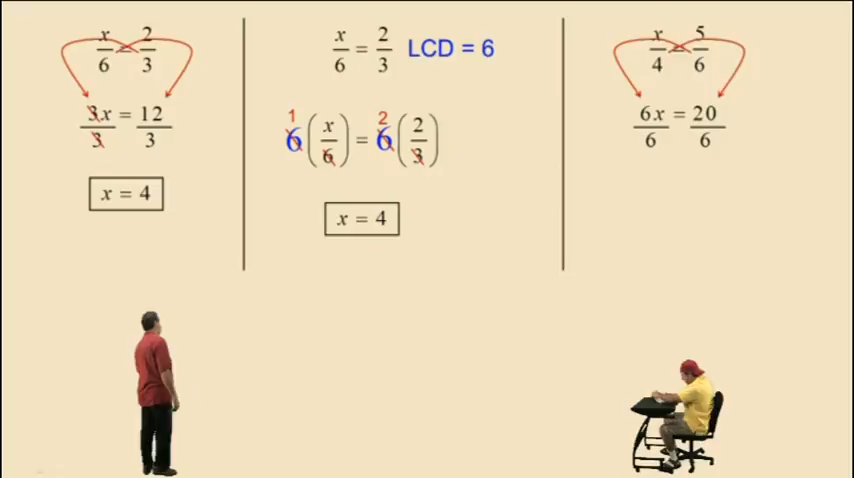 x/6 = 2/3
3x/3 = 12/3
x = 4
x/6 = 2/3 LCD = 6
1 2
6(x/6) = 6(2/3)
x = 4
x/4 = 5/6
6x/6 = 20/6